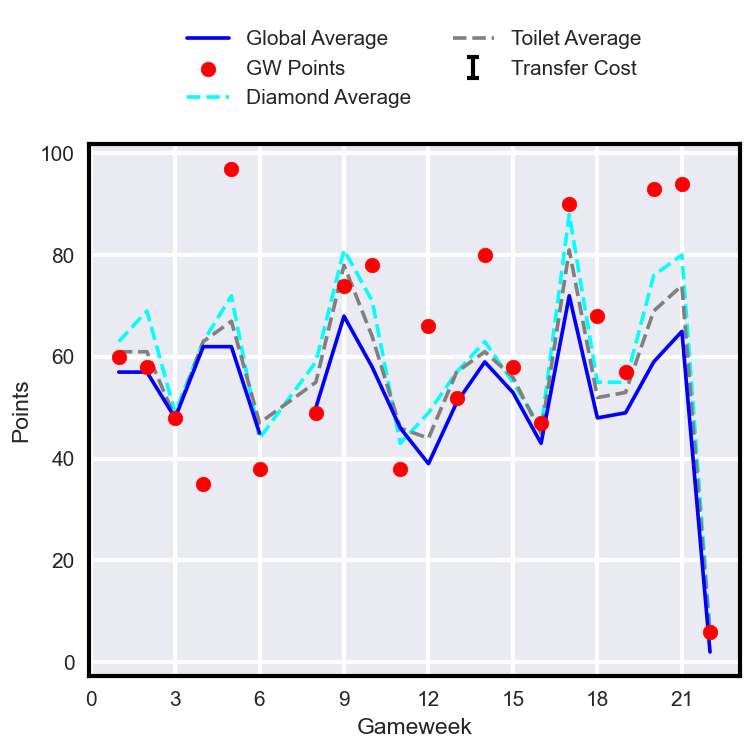 Global Average
GW Points
Diamond Average
Toilet Average
Transfer Cost
100
80
60
40
20
0
Points
0 3 6 9 12 15 18 21
Gameweek